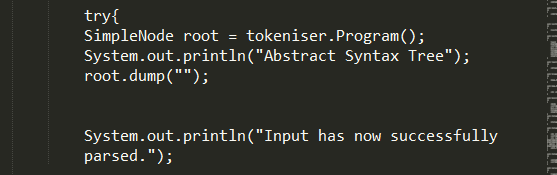 try{
SimpleNode root = tokeniser.Program();
System.out.println("Abstract Syntax Tree");
root.dump("");
System.out.println("Input has now successfully
parsed.");